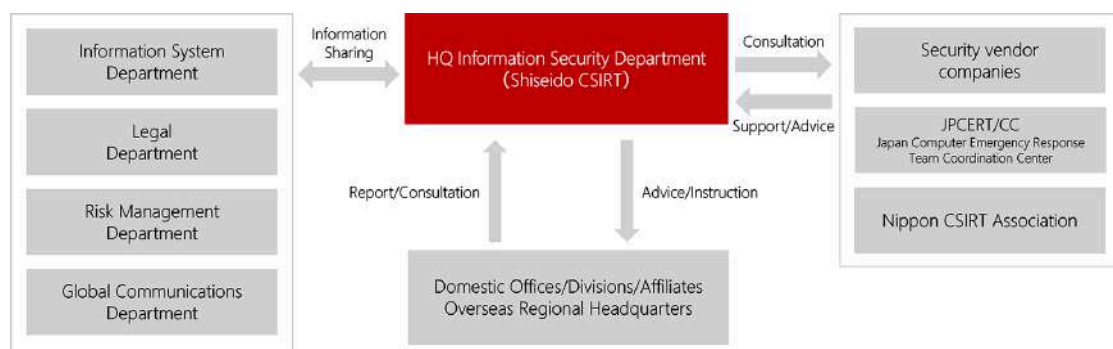 Information System
Department
Legal
Department
Risk Management
Department
Global Communications
Department
Information
Sharing
HQ Information Security Department
(Shiseido CSIRT)
Consultation
Support/Advice
Report/Consultation
Advice/Instruction
Domestic Offices/Divisions/Affiliates
Overseas Regional Headquarters
Security vendor
companies
JPCERT/CC
Japan Computer Emergency Response
Team Coordination Center
Nippon CSIRT Association